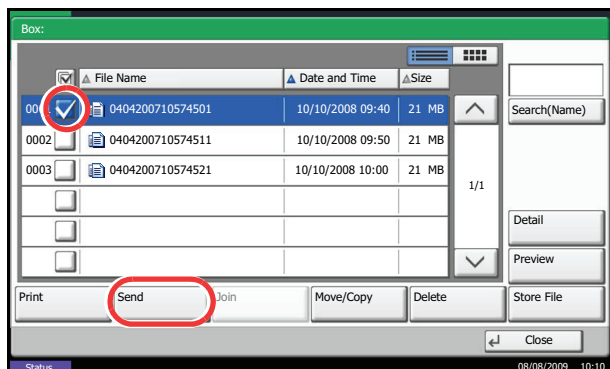 Box:
File Name Date and Time Size
0001 0404200710574501 10/10/2008 09:40 21 MB Search(Name)
0002 0404200710574511 10/10/2008 09:50 21 MB
0003 0404200710574521 10/10/2008 10:00 21 MB
1/1
Detail
Preview
Print Send Join Move/Copy Delete Store File
Close
Status 08/08/2009 10:10